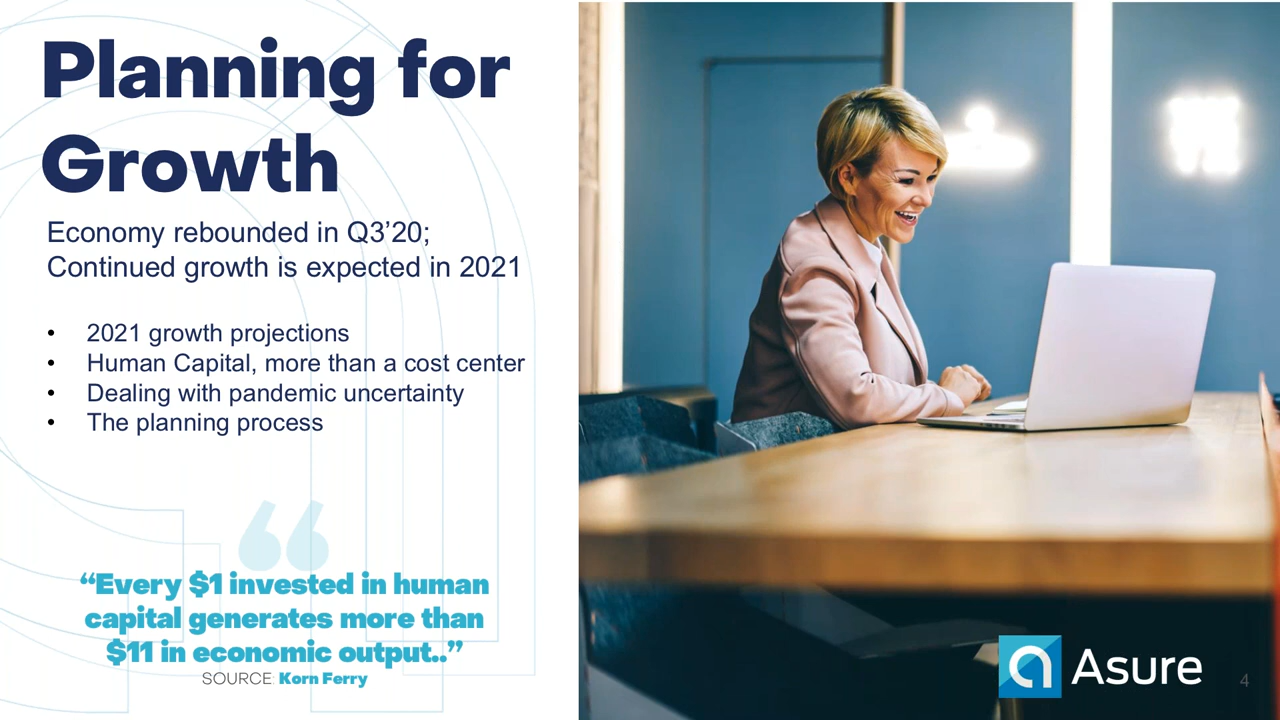 Planning for
Growth
Economy rebounded in Q3’20;
Continued growth is expected in 2021
• 2021 growth projections
• Human Capital, more than a cost center
• Dealing with pandemic uncertainty
• The planning process
“Every $1 invested in human
capital generates more than
$11 in economic output..”
SOURCE: Korn Ferry
Asure
4